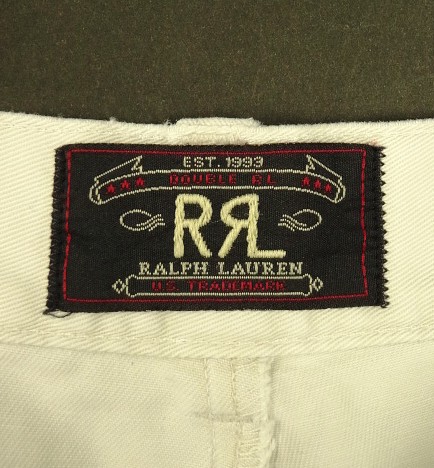 EST. 1993
DOUBLE RL
RRL
RALPH LAUREN
U.S. TRADEMARK